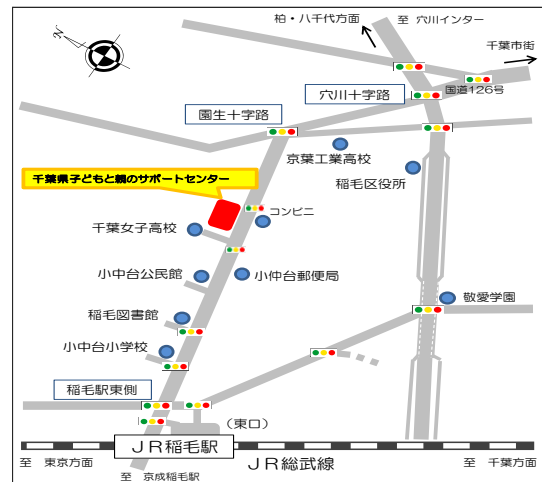 柏・八千代方面
至 穴川インター
千葉市街
N
穴川十字路
国道126号
園生十字路
京葉工業高校
稲毛区役所
千葉県子どもと親のサポートセンター
コンビニ
千葉女子高校
小中台公民館
小仲台郵便局
敬愛学園
稲毛図書館
小中台小学校
稲毛駅東側
(東口)
JR稲毛駅
JR総武線
至 東京方面
至 千葉方面
至 京成稲毛駅